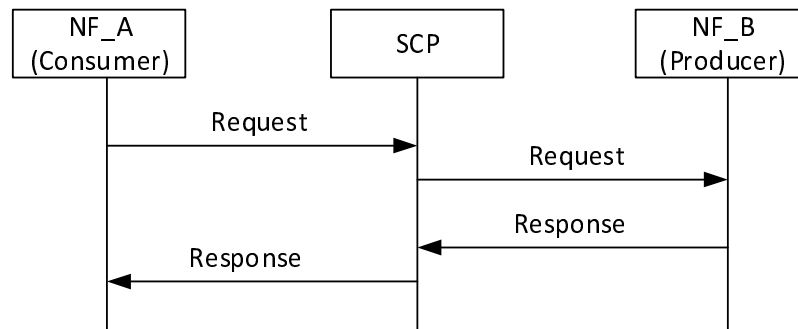 NF_A
(Consumer)
SCP
NF_B
(Producer)
Request
Request
Response
Response